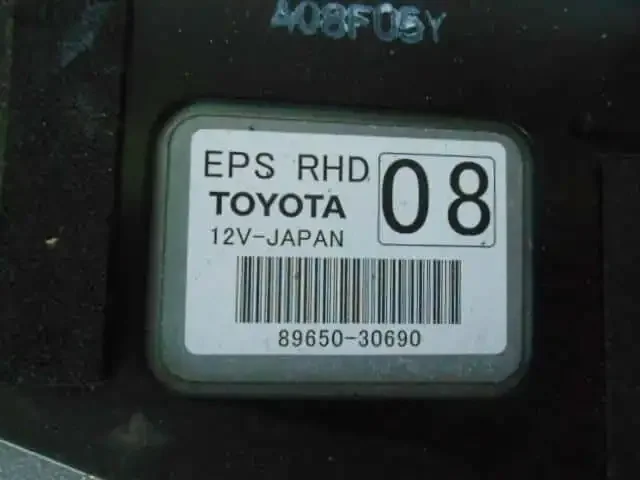 408F05Y
EPS RHD 08
TOYOTA
12V-JAPAN
89650-30690